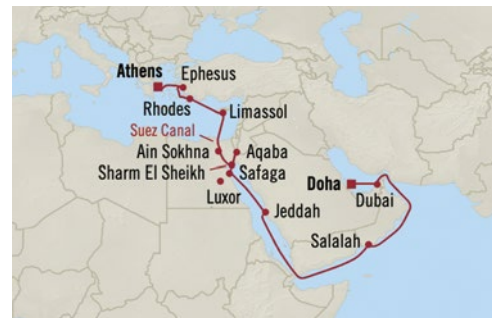 Athens
Ephesus
Rhodes
Limassol
Suez Canal
Ain Sokhna
Aqaba
Sharm El Sheikh
Safaga
Luxor
Doha
Dubai
Jeddah
Salalah